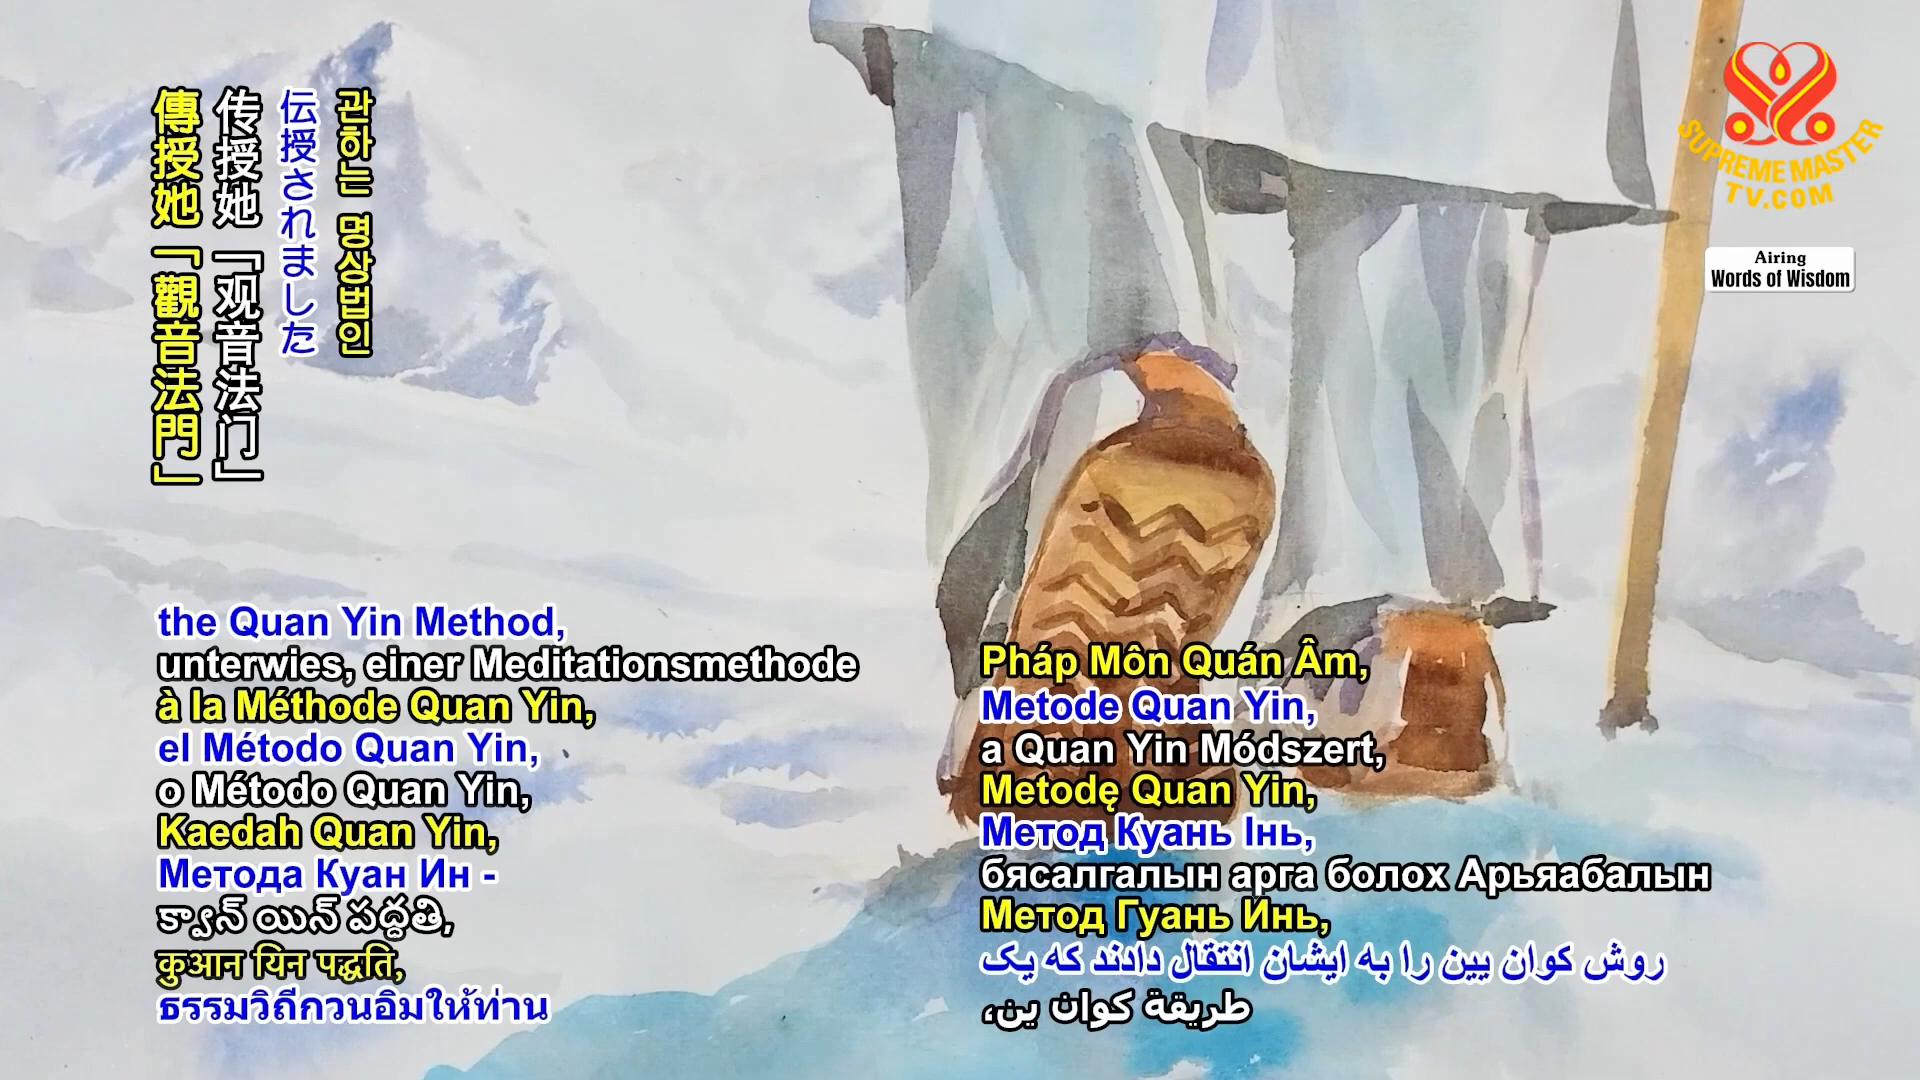 傳授她「觀音法門」
传授她「观音法门」
伝授されました
관하는 명상법인
the Quan Yin Method,
unterwies, einer Meditationsmethode
à la Méthode Quan Yin,
el Método Quan Yin,
o Método Quan Yin,
Kaedah Quan Yin,
Метода Куан Ин -
క్వాన్ యిన్ పద్ధతి,
कुआन यिन पद्धति,
ธรรมวิถีกวนอิมให้ท่าน
Pháp Môn Quán Âm,
Metode Quan Yin,
a Quan Yin Módszert,
Metodę Quan Yin,
Метод Куань Інь,
бясалгалын арга болох Арьяабалын
Метод Гуань Инь,
روش کوان یین را به ایشان انتقال دادند که یک
طريقة كوان ين،
SUPREME MASTER
TV.COM
Airing
Words of Wisdom